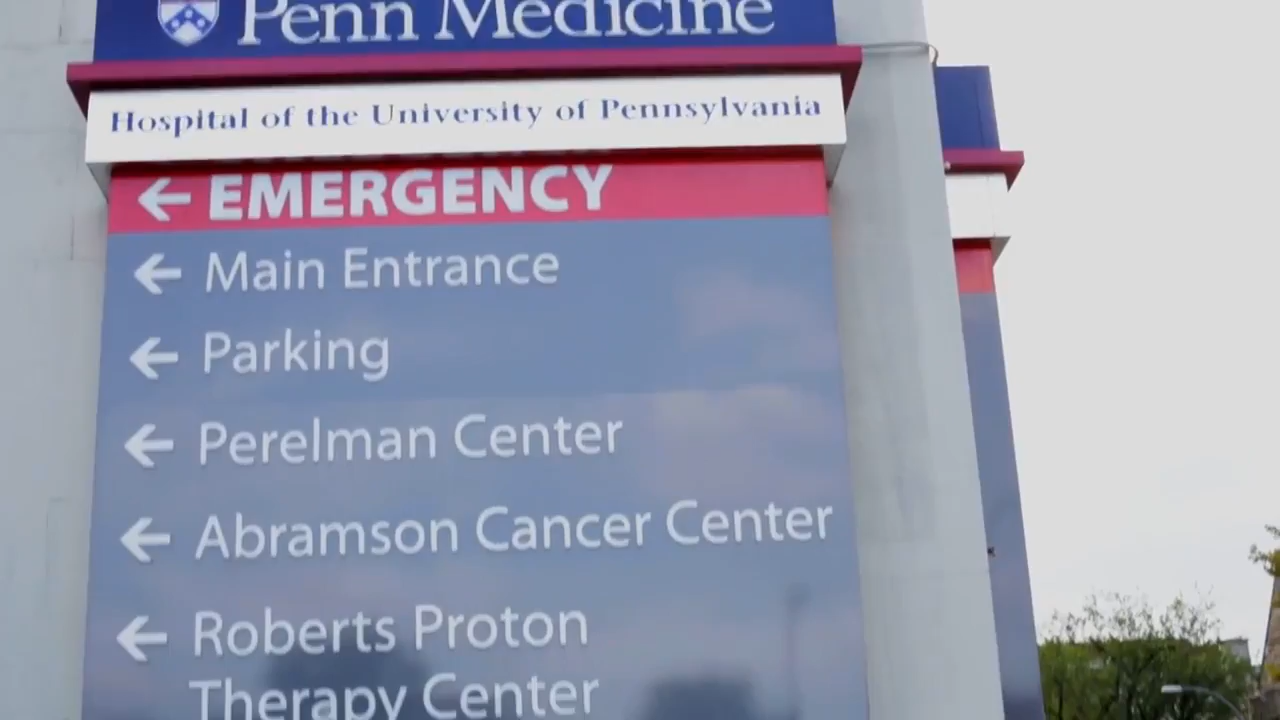 Penn Medicine
Hospital of the University of Pennsylvania
EMERGENCY
Main Entrance
Parking
Perelman Center
Abramson Cancer Center
Roberts Proton
Therapy Center